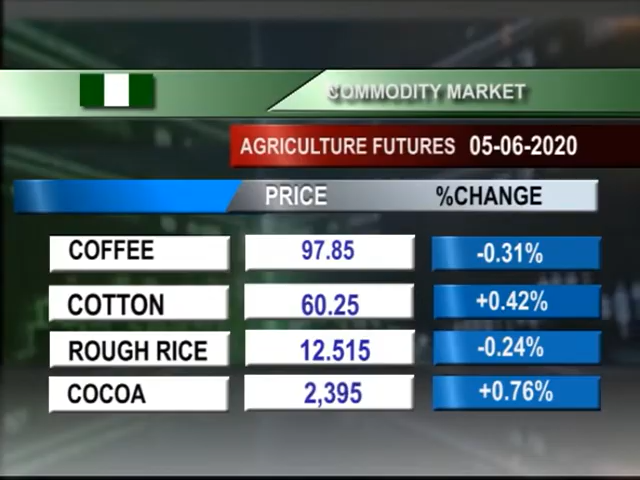 COMMODITY MARKET
AGRICULTURE FUTURES 05-06-2020
PRICE %CHANGE
COFFEE 97.85 -0.31%
COTTON 60.25 +0.42%
ROUGH RICE 12.515 -0.24%
COCOA 2,395 +0.76%